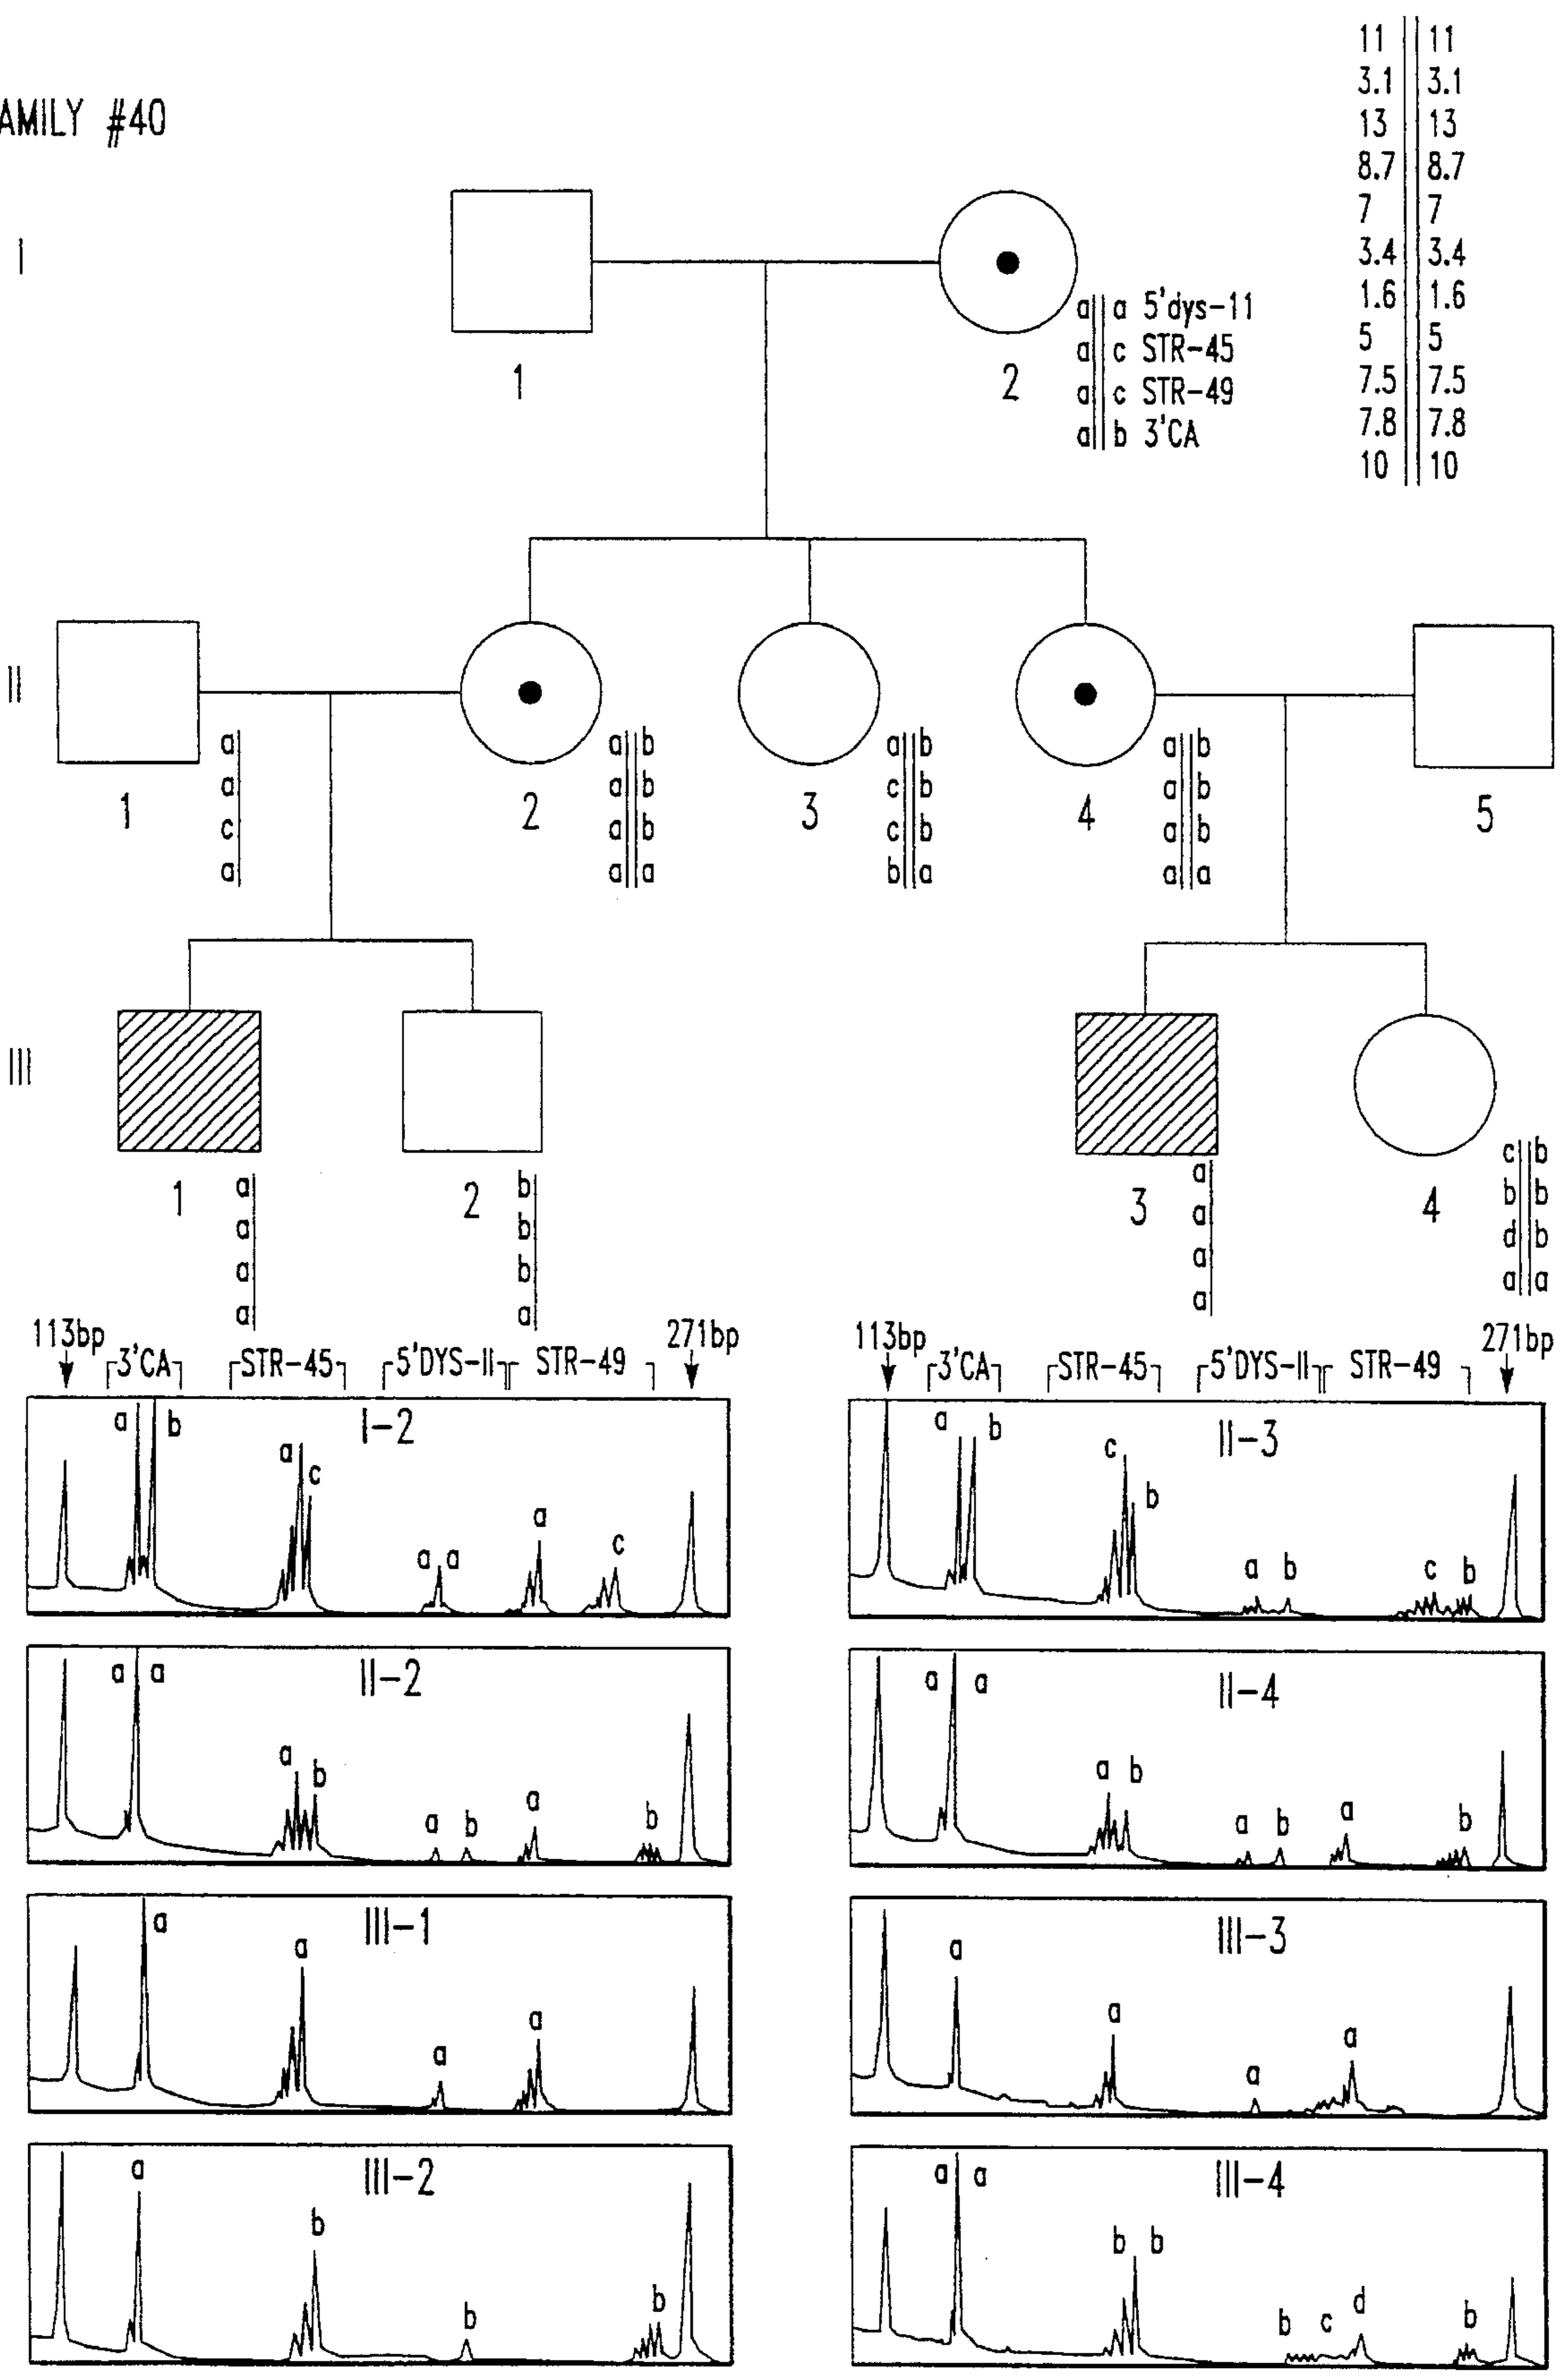 AMILY #40
11 11
3.1 3.1
13 13
8.7 8.7
7 7
3.4 3.4
1.6 1.6
5 5
7.5 7.5
7.8 7.8
10 10
I
1 2
a a 5'dys-11
a c STR-45
a c STR-49
a b 3'CA
II
1 2 3 4 5
a a b a b a b
a a b c b a b
c a b c b a b
a a a b a a a
III
1 2 3 4
a b a c b
a b a b b
a b a d b
a a a a a
113bp 3'CA STR-45 5'DYS-II STR-49 271bp
113bp 3'CA STR-45 5'DYS-II STR-49 271bp
I-2
a b a c a a a c
II-3
a b c b a b c b
II-2
a a a b a b a b
II-4
a a a b a b a b
III-1
a a a a
III-3
a a a a
III-2
a b b b
III-4
a a b b b c d b